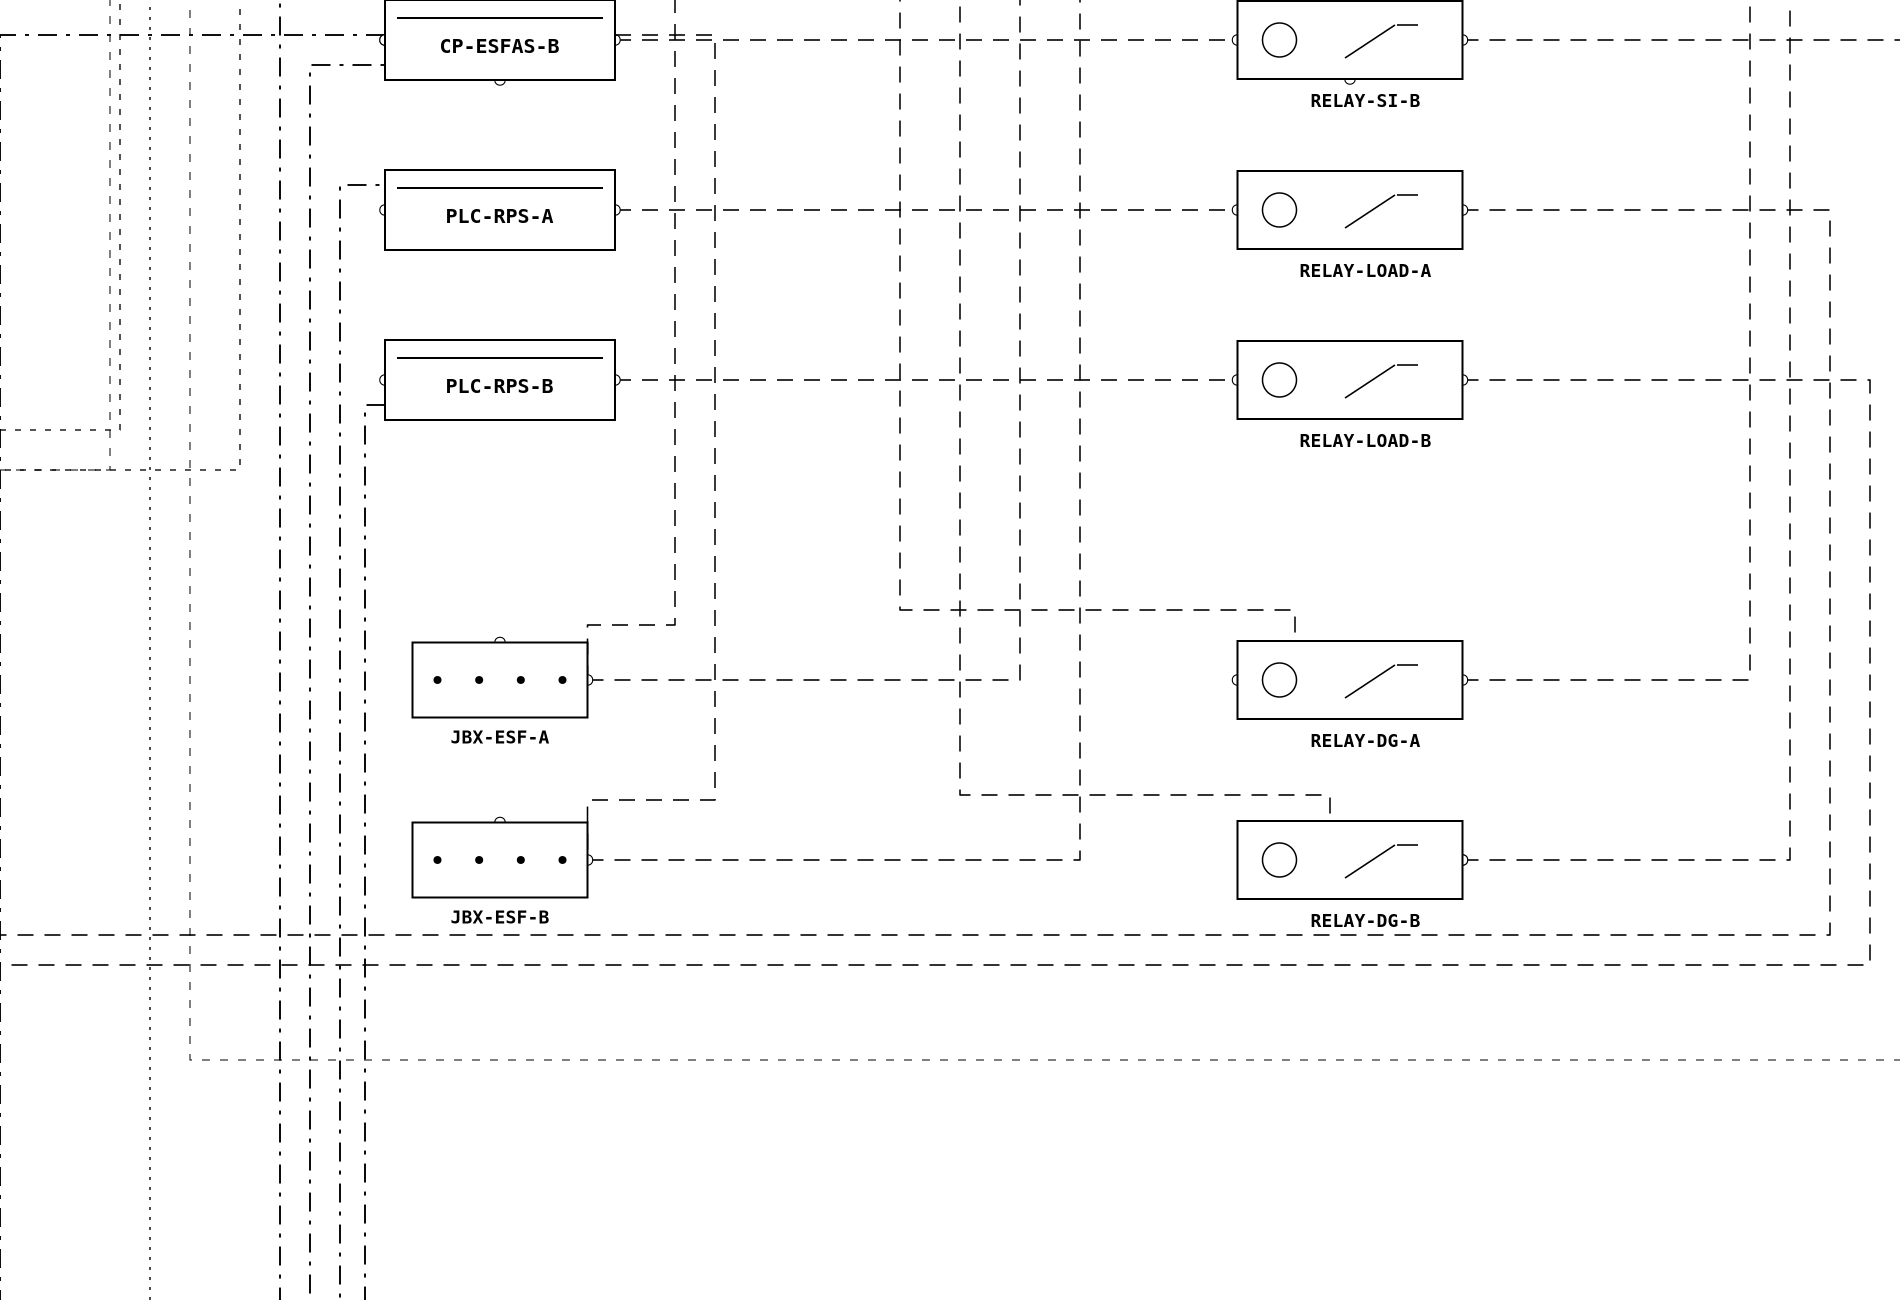 CP-ESFAS-B
RELAY-SI-B
PLC-RPS-A
RELAY-LOAD-A
PLC-RPS-B
RELAY-LOAD-B
JBX-ESF-A
RELAY-DG-A
JBX-ESF-B
RELAY-DG-B